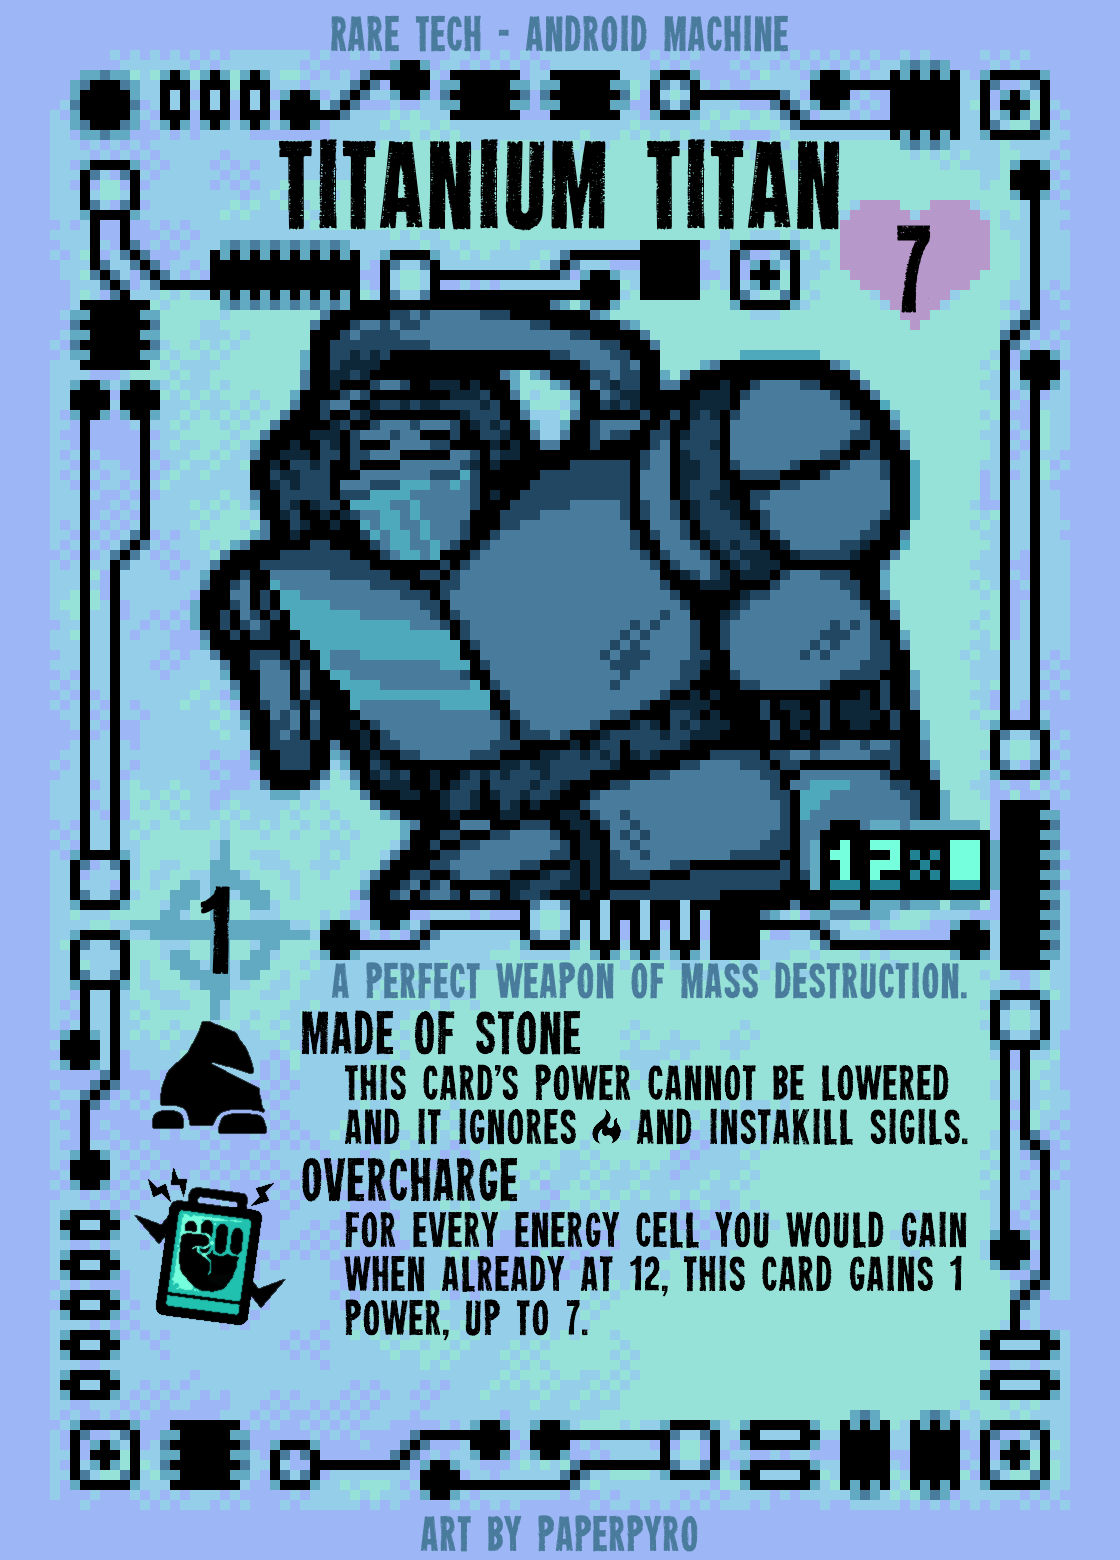 RARE TECH - ANDROID MACHINE
TITANIUM TITAN
7
12×
1
A PERFECT WEAPON OF MASS DESTRUCTION.
MADE OF STONE
THIS CARD'S POWER CANNOT BE LOWERED
AND IT IGNORES AND INSTAKILL SIGILS.
OVERCHARGE
FOR EVERY ENERGY CELL YOU WOULD GAIN
WHEN ALREADY AT 12, THIS CARD GAINS 1
POWER, UP TO 7.
ART BY PAPERPYRO